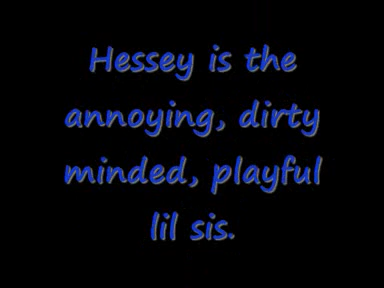 Hessey is the
annoying, dirty
minded, playful
lil sis.